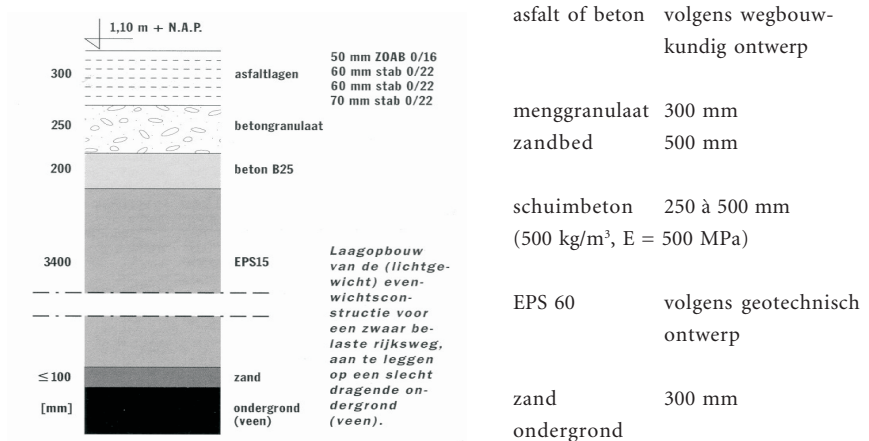 1,10 m + N.A.P.
300 asfaltlagen
50 mm ZOAB 0/16
60 mm stab 0/22
60 mm stab 0/22
70 mm stab 0/22
250 betongranulaat
200 beton B25
3400 EPS15
≤ 100 zand
[mm] ondergrond
(veen)
Laagopbouw
van de (lichtge-
wicht) even-
wichtscon-
structie voor
een zwaar be-
laste rijksweg,
aan te leggen
op een slecht
dragende on-
dergrond
(veen).
asfalt of beton volgens wegbouw-
kundig ontwerp
menggranulaat 300 mm
zandbed 500 mm
schuimbeton 250 à 500 mm
(500 kg/m³, E = 500 MPa)
EPS 60 volgens geotechnisch
ontwerp
zand 300 mm
ondergrond